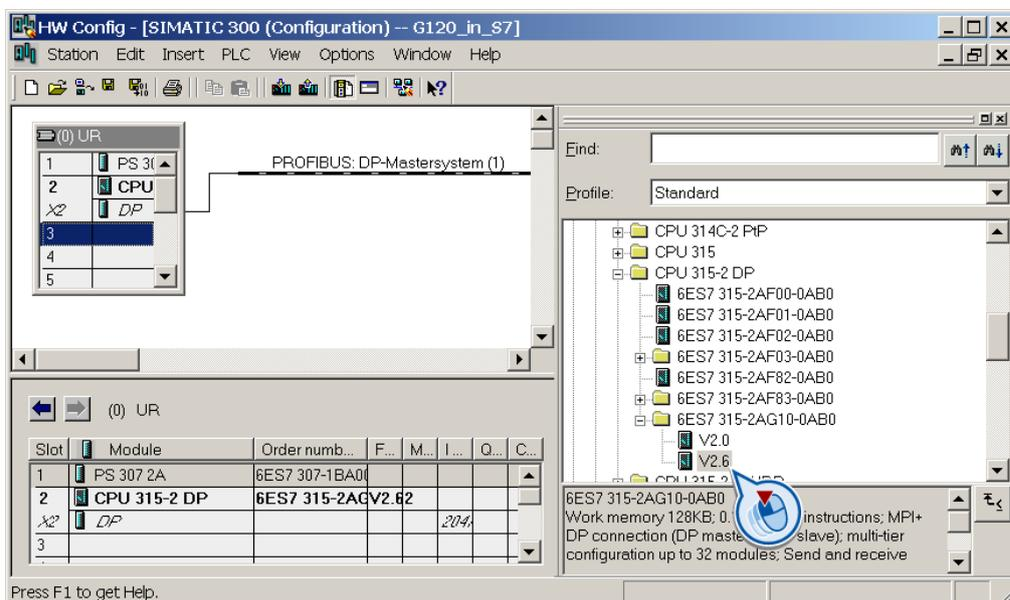 HW Config - [SIMATIC 300 (Configuration) -- G120_in_S7]
Station Edit Insert PLC View Options Window Help
(0) UR
1 PS 30
2 CPU
X2 DP
3
4
5
PROFIBUS: DP-Mastersystem (1)
Find:
Profile: Standard
CPU 314C-2 PtP
CPU 315
CPU 315-2 DP
6ES7 315-2AF00-0AB0
6ES7 315-2AF01-0AB0
6ES7 315-2AF02-0AB0
6ES7 315-2AF03-0AB0
6ES7 315-2AF82-0AB0
6ES7 315-2AF83-0AB0
6ES7 315-2AG10-0AB0
V2.0
V2.6
(0) UR
Slot Module Order numb... F... M... I... Q... C...
1 PS 307 2A 6ES7 307-1BA00
2 CPU 315-2 DP 6ES7 315-2AG V2.6 2
X2 DP 204
3
6ES7 315-2AG10-0AB0
Work memory 128KB; 0. instructions; MPI+
DP connection (DP maste slave); multi-tier
configuration up to 32 modules; Send and receive
Press F1 to get Help.